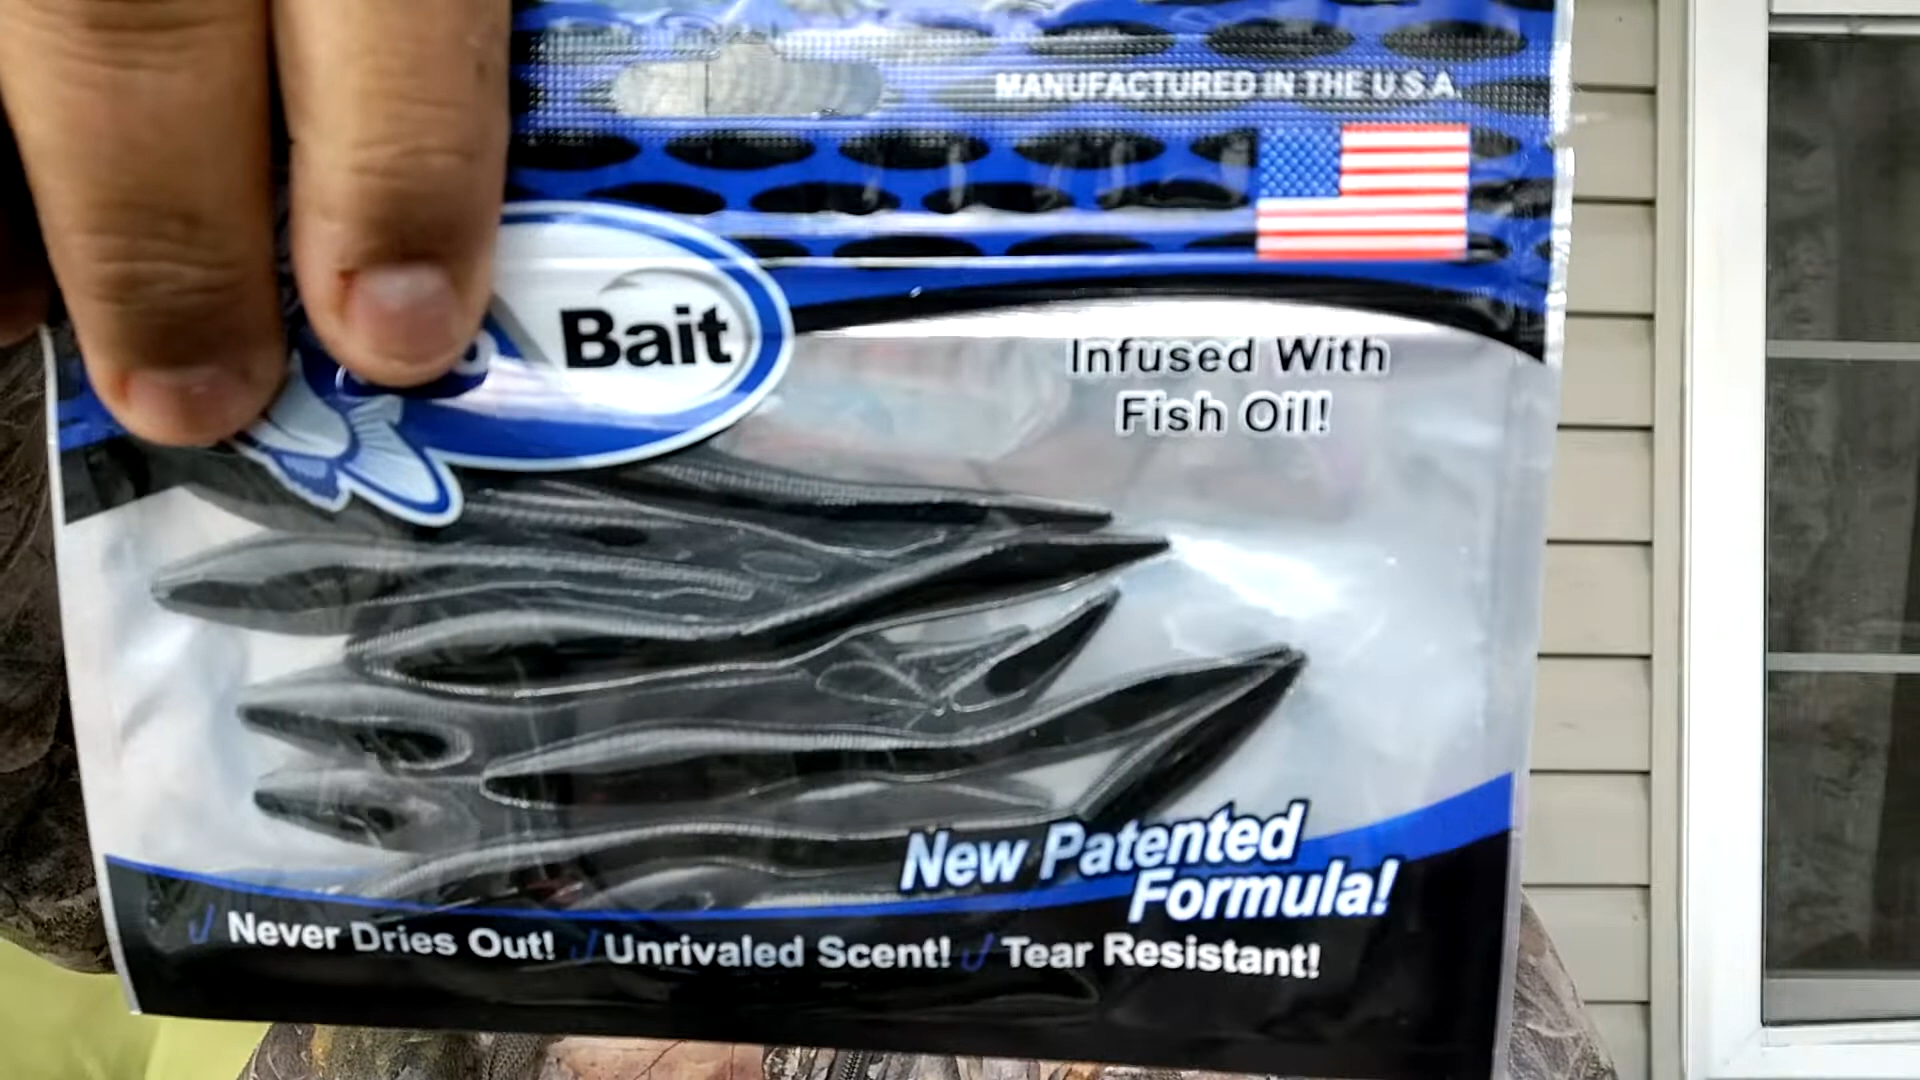 MANUFACTURED IN THE U.S.A.
Bait
Infused With
Fish Oil!
New Patented
Formula!
Never Dries Out! Unrivaled Scent! Tear Resistant!